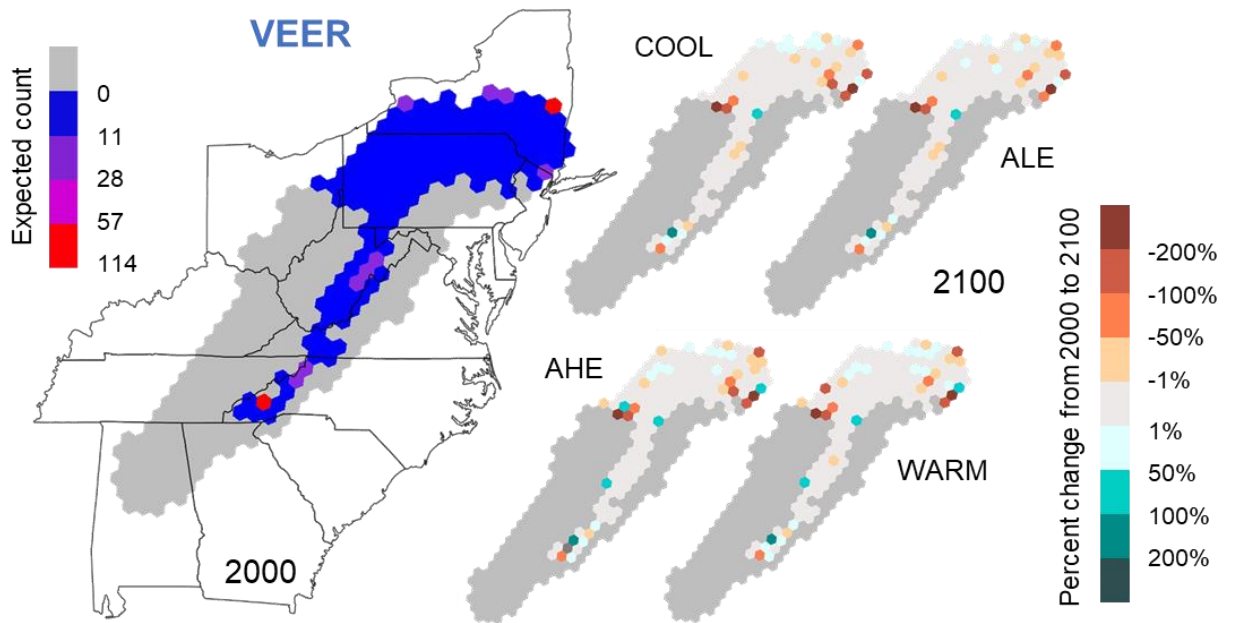 VEER
Expected count
0
11
28
57
114
2000
COOL
ALE
2100
AHE
WARM
Percent change from 2000 to 2100
-200%
-100%
-50%
-1%
1%
50%
100%
200%